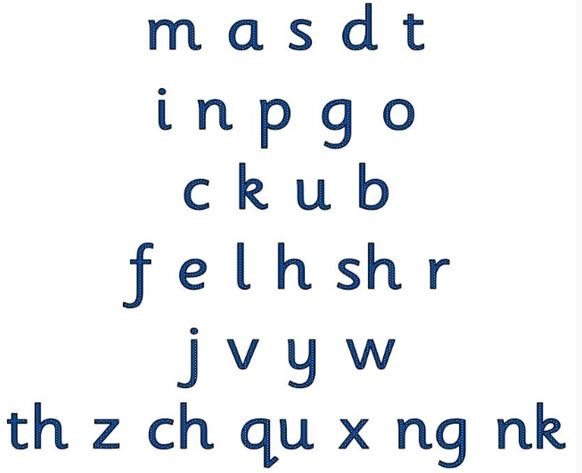 m a s d t
i n p g o
c k u b
f e l h sh r
j v y w
th z ch qu x ng nk